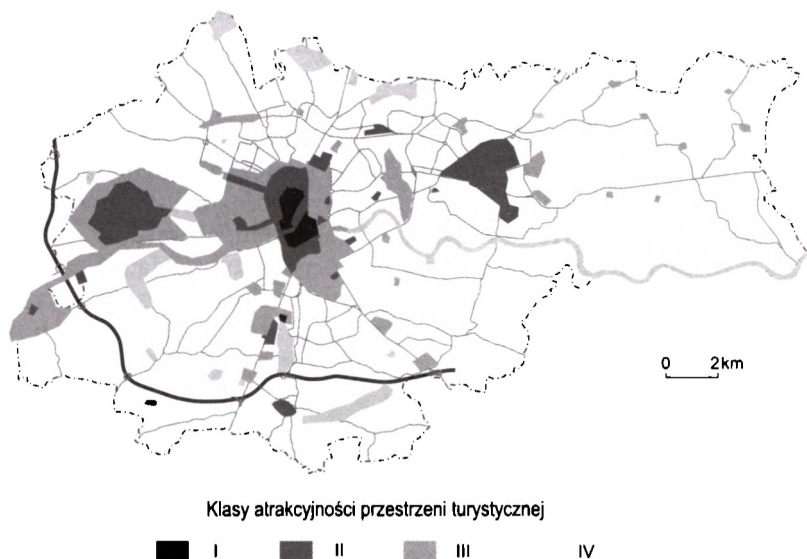 0 2km
Klasy atrakcyjności przestrzeni turystycznej
I II III IV